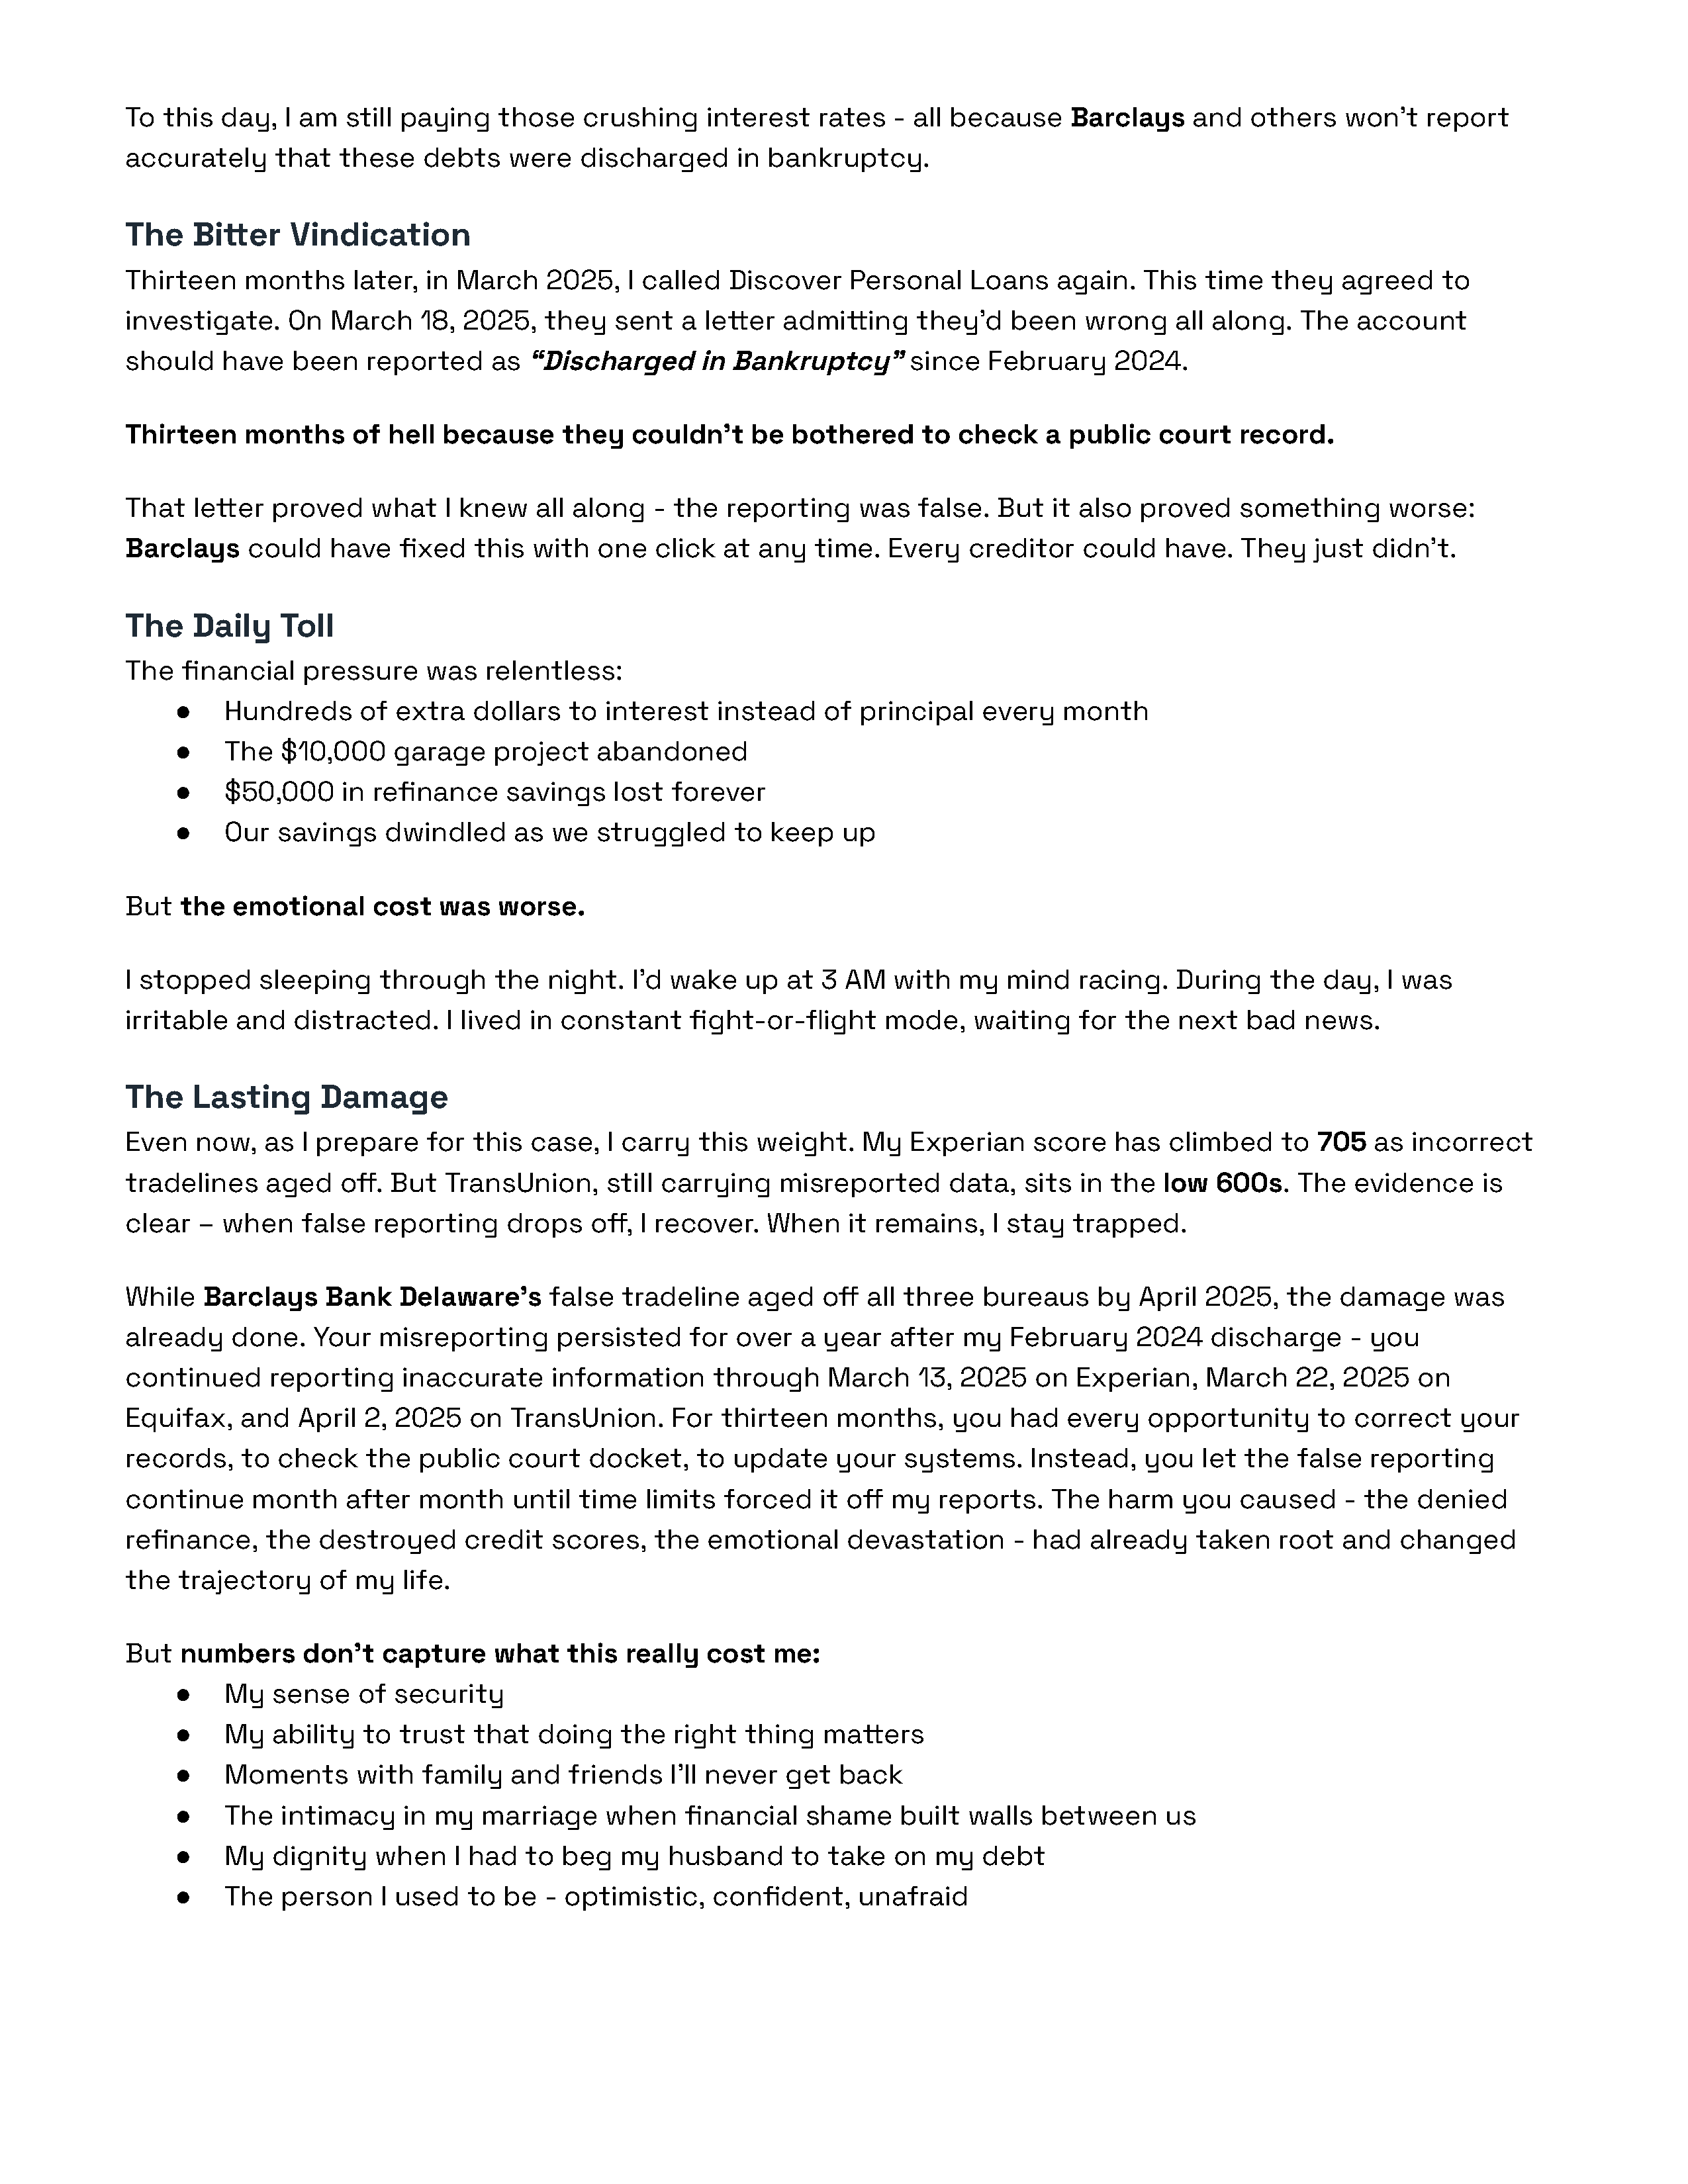 To this day, I am still paying those crushing interest rates - all because Barclays and others won’t report
accurately that these debts were discharged in bankruptcy.
The Bitter Vindication
Thirteen months later, in March 2025, I called Discover Personal Loans again. This time they agreed to
investigate. On March 18, 2025, they sent a letter admitting they’d been wrong all along. The account
should have been reported as “Discharged in Bankruptcy” since February 2024.
Thirteen months of hell because they couldn’t be bothered to check a public court record.
That letter proved what I knew all along - the reporting was false. But it also proved something worse:
Barclays could have fixed this with one click at any time. Every creditor could have. They just didn’t.
The Daily Toll
The financial pressure was relentless:
● Hundreds of extra dollars to interest instead of principal every month
● The $10,000 garage project abandoned
● $50,000 in refinance savings lost forever
● Our savings dwindled as we struggled to keep up
But the emotional cost was worse.
I stopped sleeping through the night. I’d wake up at 3 AM with my mind racing. During the day, I was
irritable and distracted. I lived in constant fight-or-flight mode, waiting for the next bad news.
The Lasting Damage
Even now, as I prepare for this case, I carry this weight. My Experian score has climbed to 705 as incorrect
tradelines aged off. But TransUnion, still carrying misreported data, sits in the low 600s. The evidence is
clear – when false reporting drops off, I recover. When it remains, I stay trapped.
While Barclays Bank Delaware’s false tradeline aged off all three bureaus by April 2025, the damage was
already done. Your misreporting persisted for over a year after my February 2024 discharge - you
continued reporting inaccurate information through March 13, 2025 on Experian, March 22, 2025 on
Equifax, and April 2, 2025 on TransUnion. For thirteen months, you had every opportunity to correct your
records, to check the public court docket, to update your systems. Instead, you let the false reporting
continue month after month until time limits forced it off my reports. The harm you caused - the denied
refinance, the destroyed credit scores, the emotional devastation - had already taken root and changed
the trajectory of my life.
But numbers don’t capture what this really cost me:
● My sense of security
● My ability to trust that doing the right thing matters
● Moments with family and friends I’ll never get back
● The intimacy in my marriage when financial shame built walls between us
● My dignity when I had to beg my husband to take on my debt
● The person I used to be - optimistic, confident, unafraid